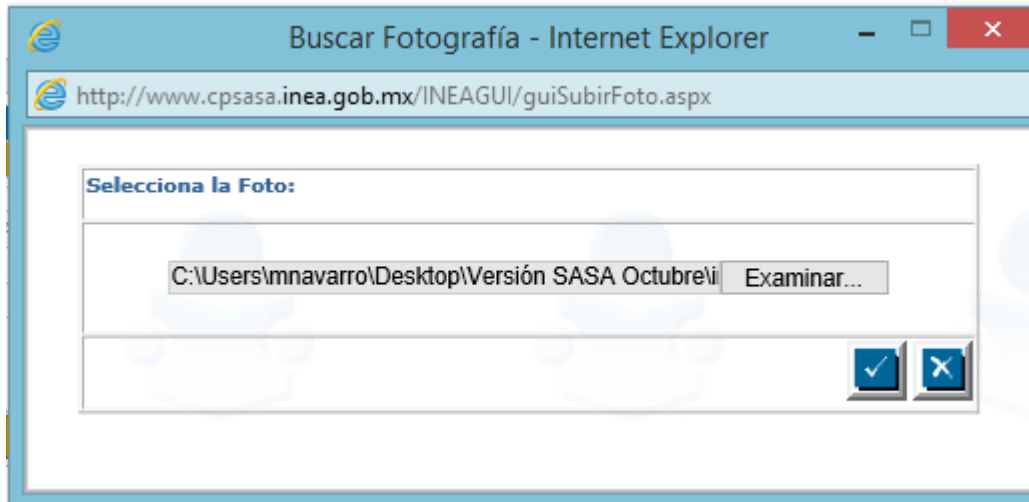 Buscar Fotografía - Internet Explorer
http://www.cpsasa.inea.gob.mx/INEAGUI/guiSubirFoto.aspx
Selecciona la Foto:
C:\Users\mnavarro\Desktop\Versión SASA Octubre\i Examinar...